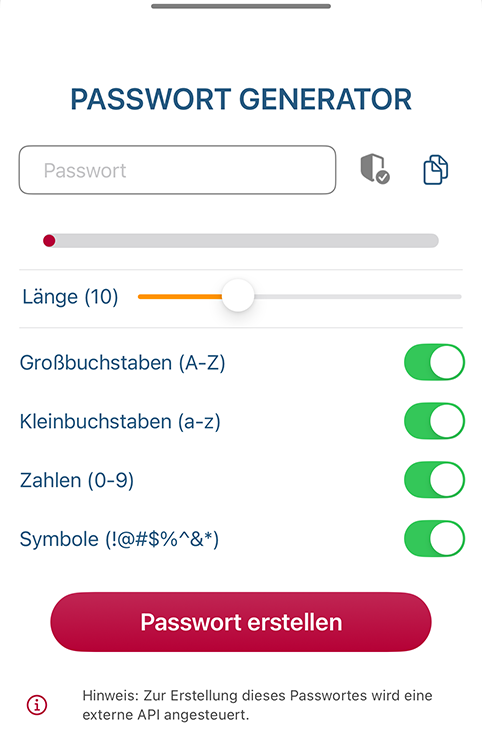 PASSWORT GENERATOR
Passwort
Länge (10)
Großbuchstaben (A-Z)
Kleinbuchstaben (a-z)
Zahlen (0-9)
Symbole (!@#$%^&*)
Passwort erstellen
Hinweis: Zur Erstellung dieses Passwortes wird eine
externe API angesteuert.